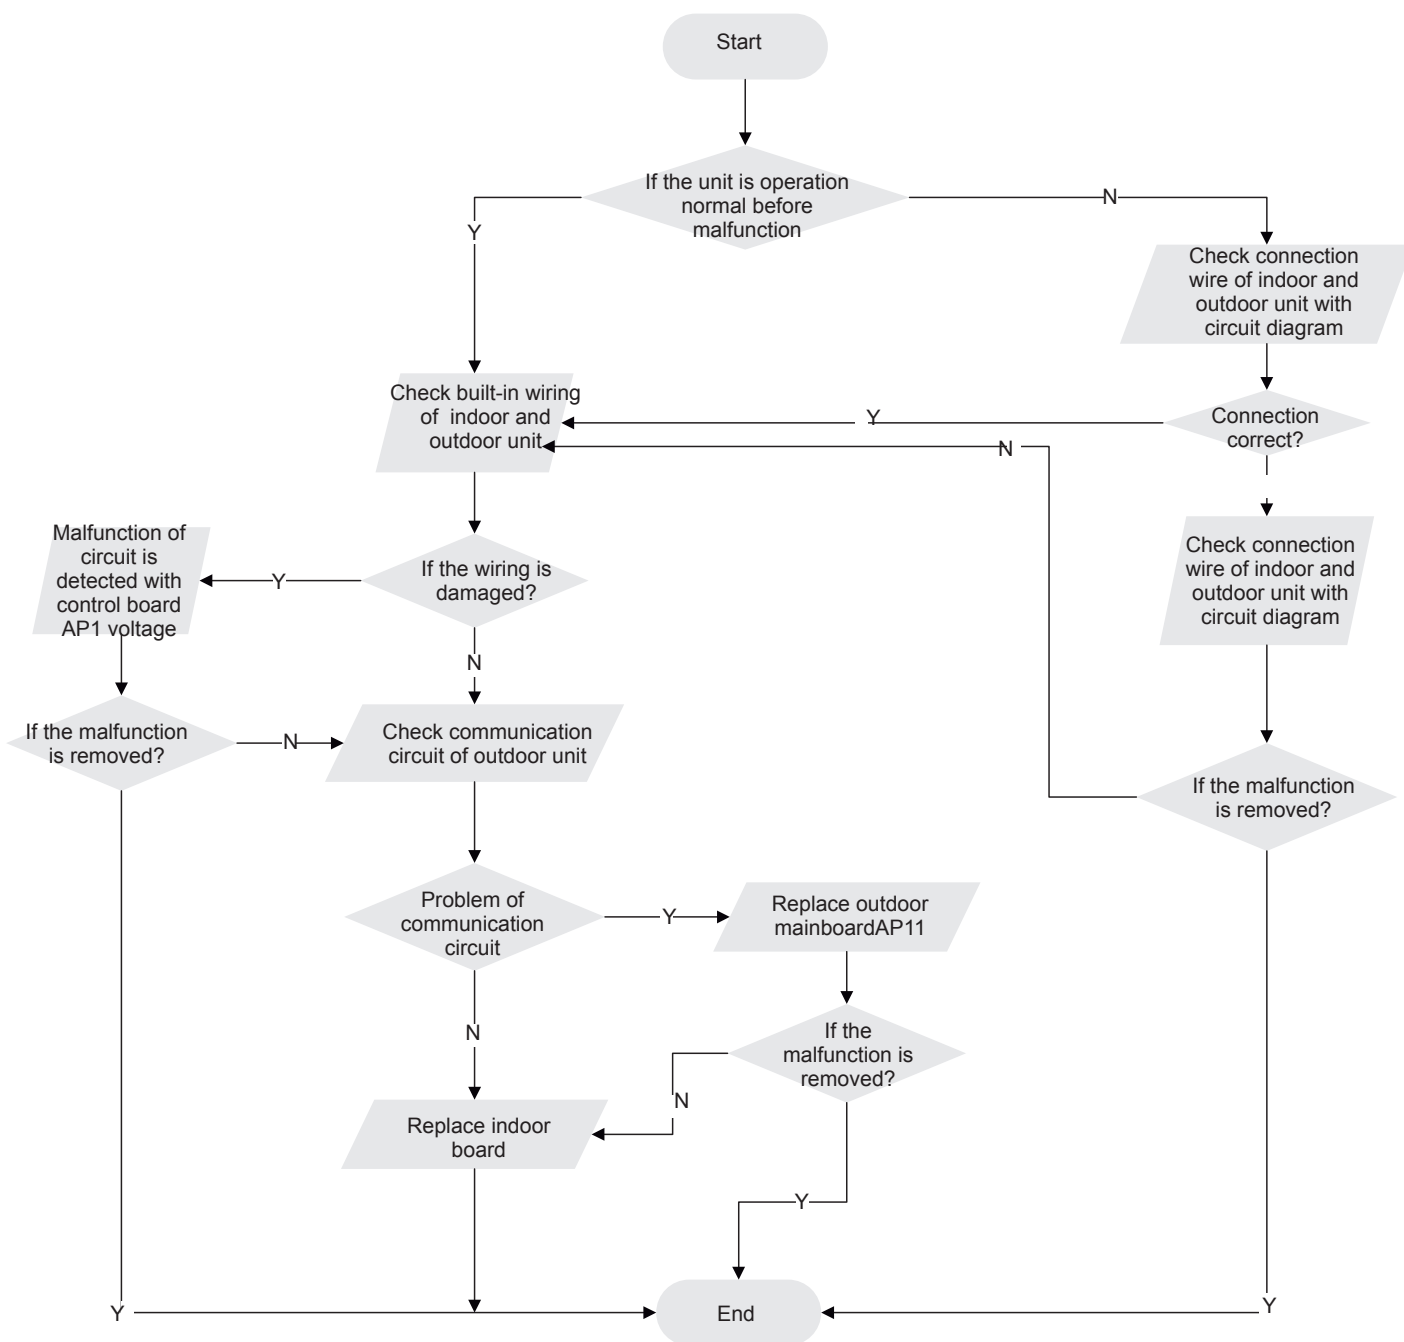 Start
If the unit is operation
normal before
malfunction
N
Y
Check connection
wire of indoor and
outdoor unit with
circuit diagram
Check built-in wiring
of indoor and
outdoor unit
Y
Connection
correct?
N
Malfunction of
circuit is
detected with
control board
AP1 voltage
Y
If the wiring is
damaged?
Check connection
wire of indoor and
outdoor unit with
circuit diagram
N
If the malfunction
is removed?
N
Check communication
circuit of outdoor unit
If the malfunction
is removed?
Problem of
communication
circuit
Y
Replace outdoor
mainboardAP11
N
If the
malfunction is
removed?
N
Replace indoor
board
Y
Y
End
Y